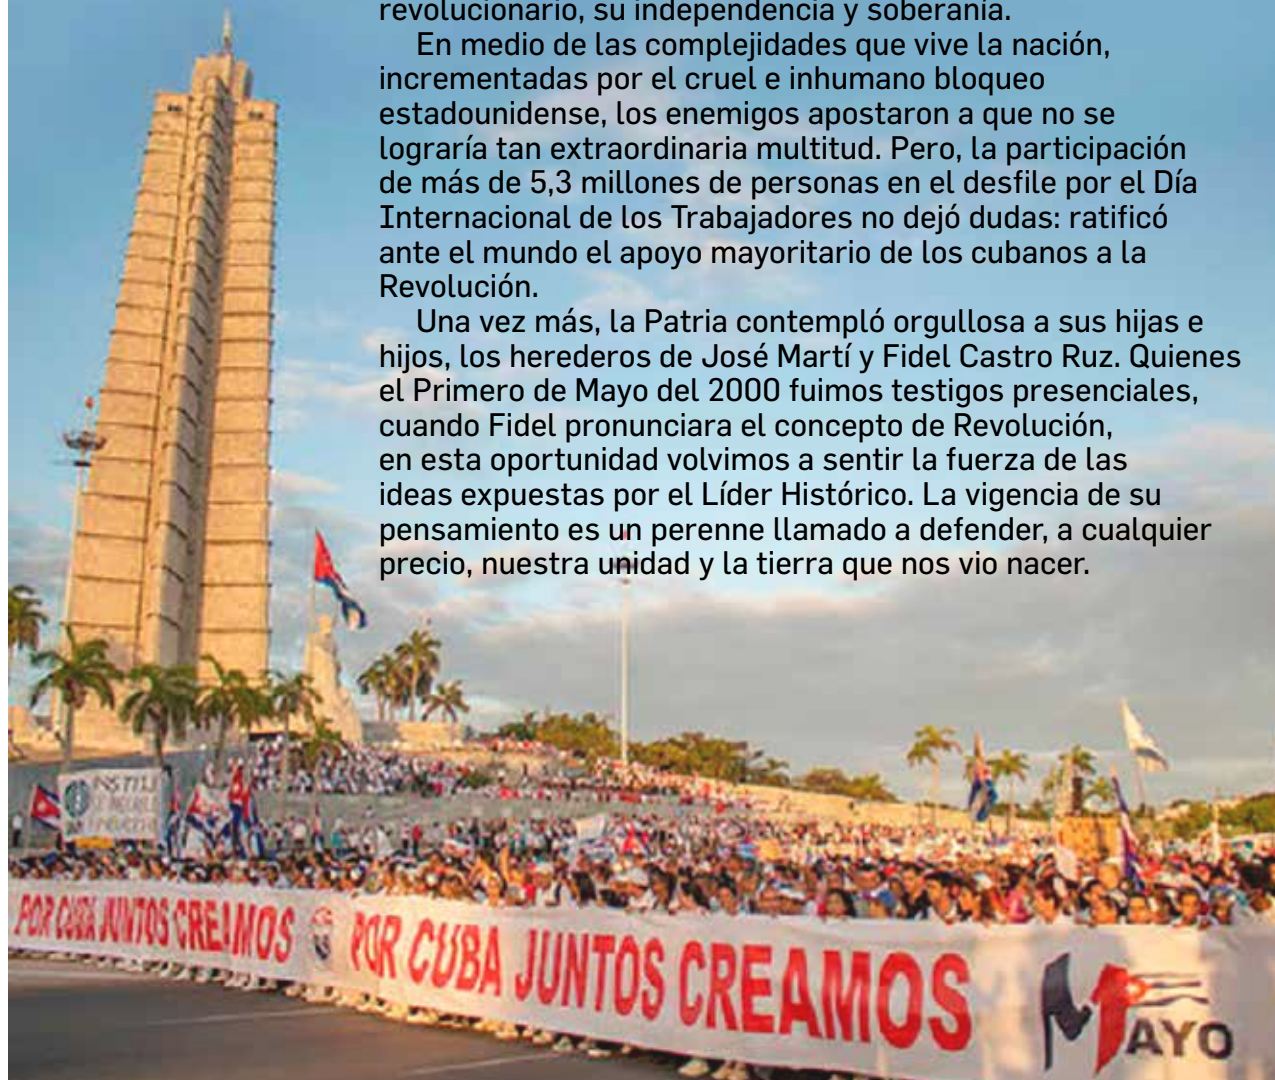 revolucionario, su independencia y soberanía.
En medio de las complejidades que vive la nación,
incrementadas por el cruel e inhumano bloqueo
estadounidense, los enemigos apostaron a que no se
lograría tan extraordinaria multitud. Pero, la participación
de más de 5,3 millones de personas en el desfile por el Día
Internacional de los Trabajadores no dejó dudas: ratificó
ante el mundo el apoyo mayoritario de los cubanos a la
Revolución.
Una vez más, la Patria contempló orgullosa a sus hijas e
hijos, los herederos de José Martí y Fidel Castro Ruz. Quienes
el Primero de Mayo del 2000 fuimos testigos presenciales,
cuando Fidel pronunciara el concepto de Revolución,
en esta oportunidad volvimos a sentir la fuerza de las
ideas expuestas por el Líder Histórico. La vigencia de su
pensamiento es un perenne llamado a defender, a cualquier
precio, nuestra unidad y la tierra que nos vio nacer.
POR CUBA JUNTOS CREAMOS
POR CUBA JUNTOS CREAMOS
1 MAYO